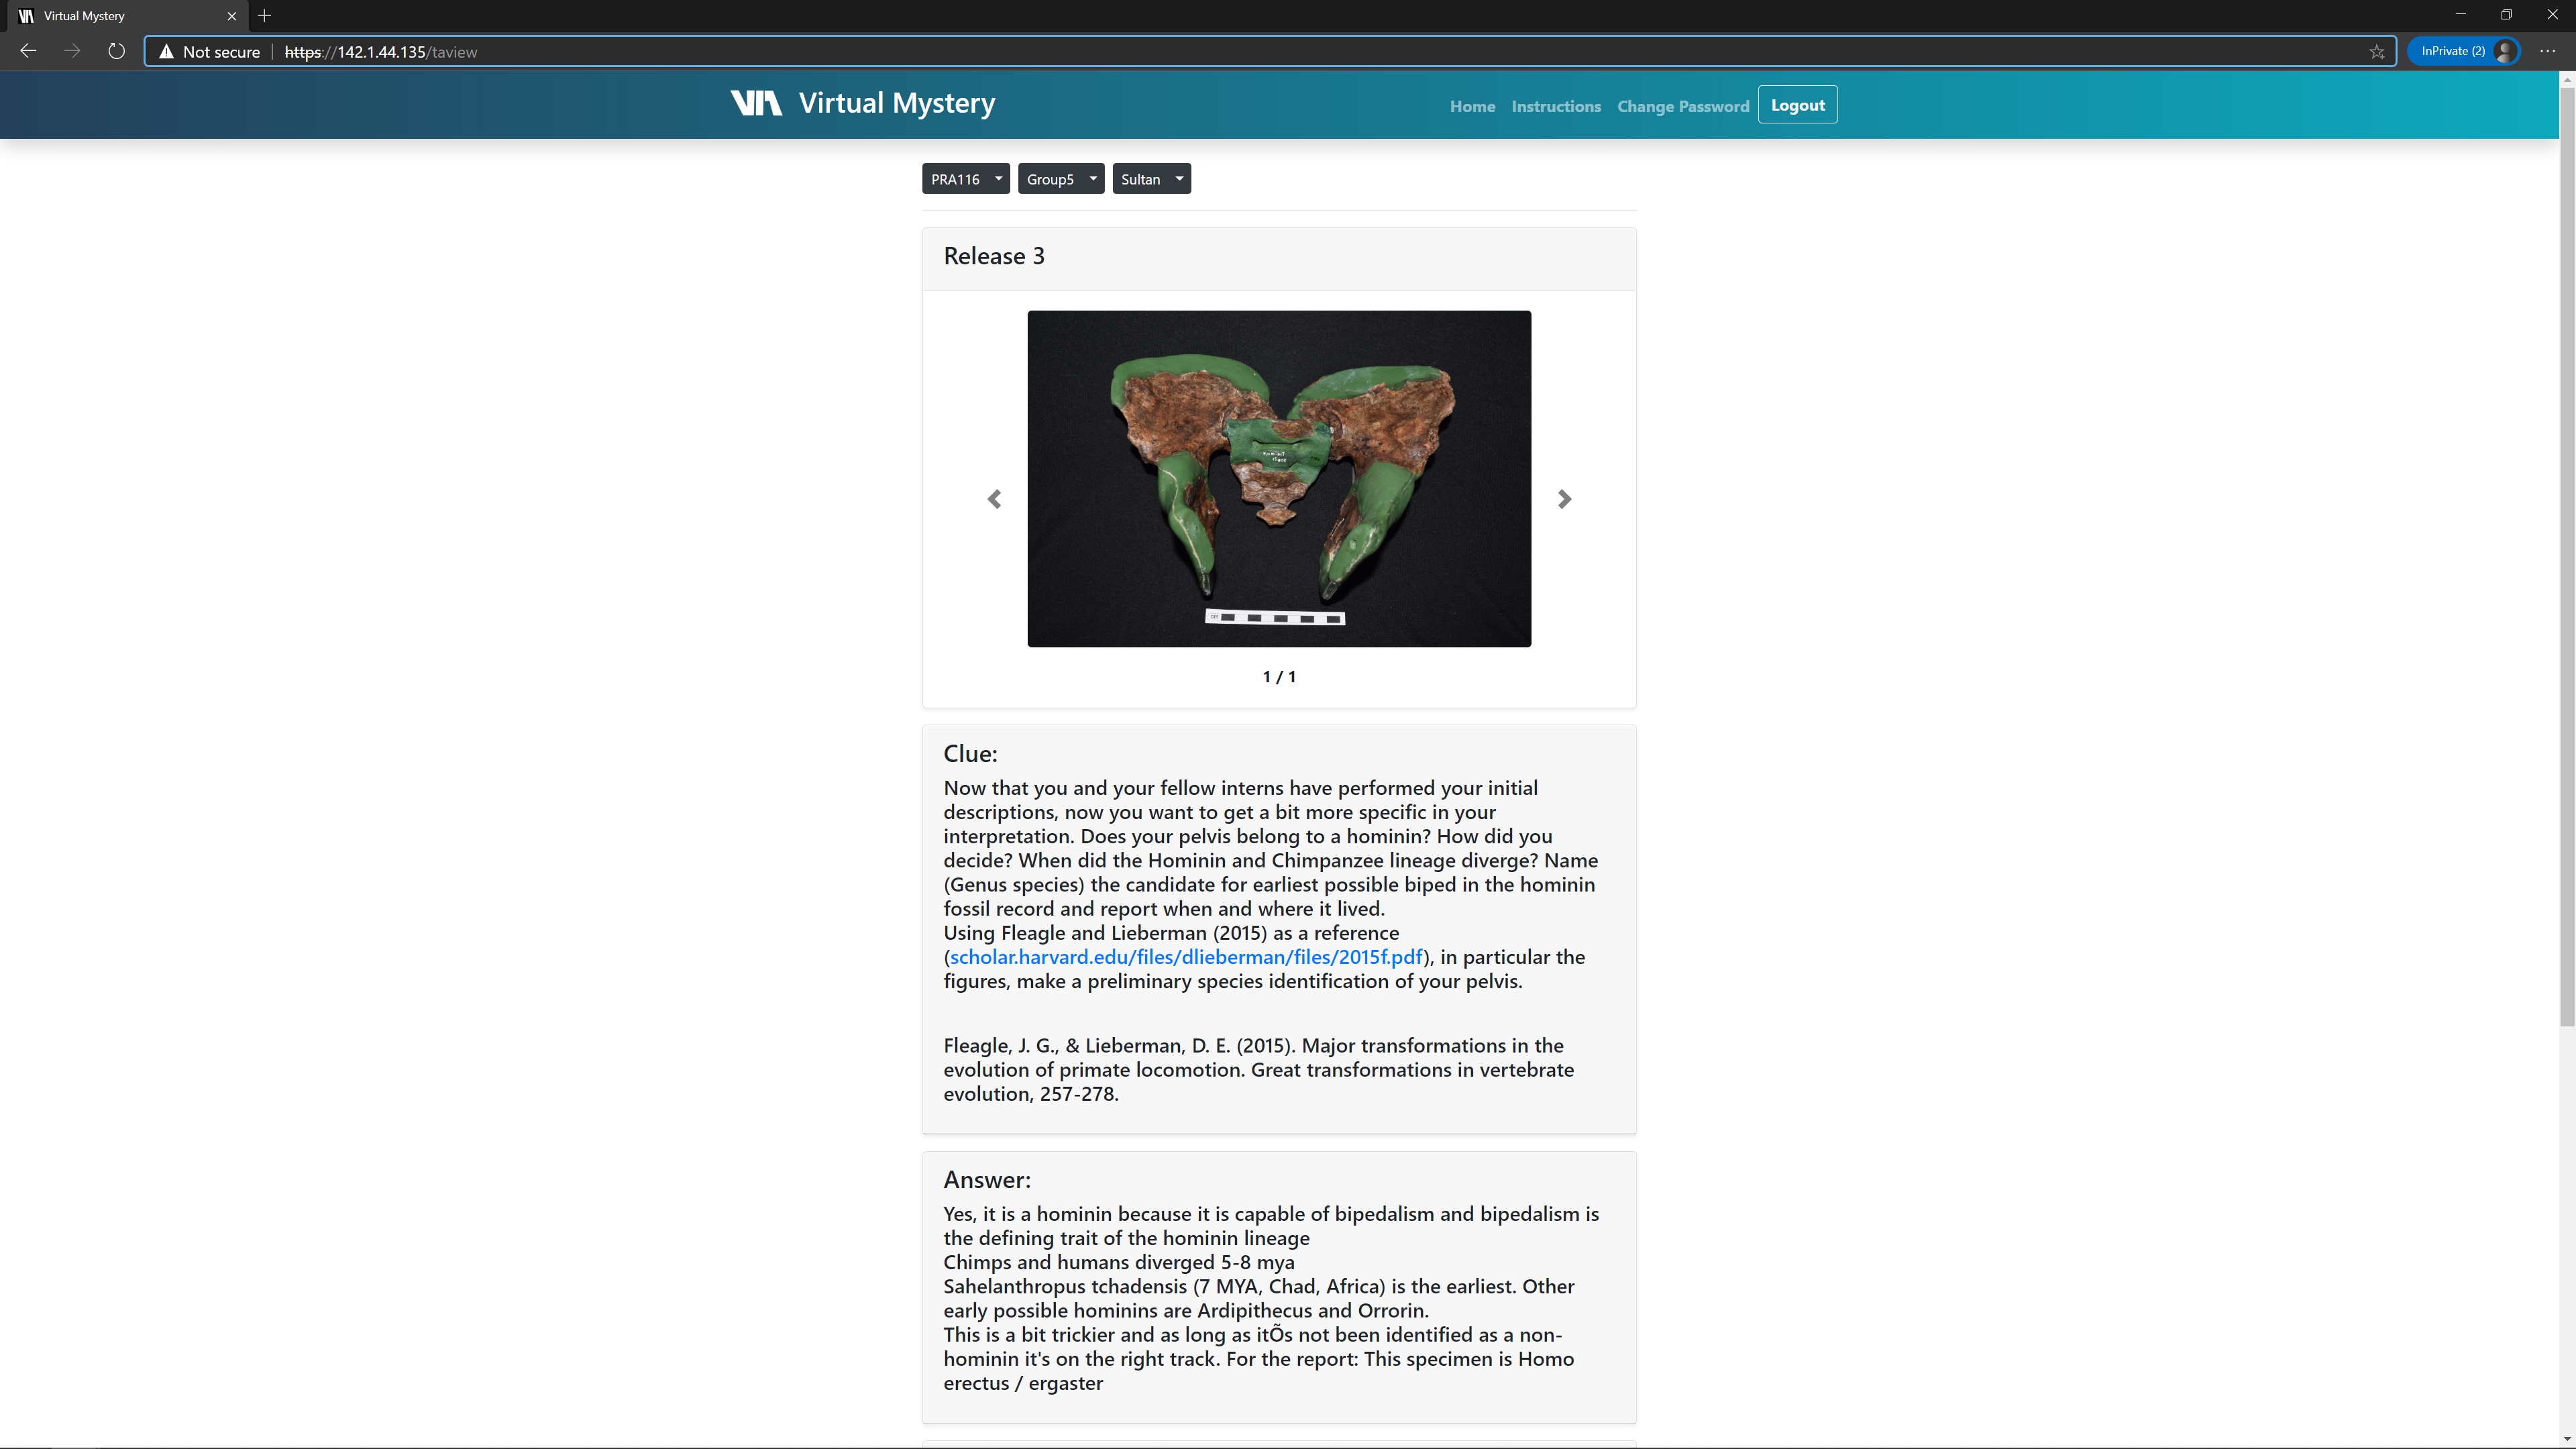 Virtual Mystery
Not secure
https://142.1.44.135/taview
InPrivate (2)
Virtual Mystery
Home
Instructions
Change Password
Logout
PRA116
Group5
Sultan
Release 3
cm
1 / 1
Clue:
Now that you and your fellow interns have performed your initial
descriptions, now you want to get a bit more specific in your
interpretation. Does your pelvis belong to a hominin? How did you
decide? When did the Hominin and Chimpanzee lineage diverge? Name
(Genus species) the candidate for earliest possible biped in the hominin
fossil record and report when and where it lived.
Using Fleagle and Lieberman (2015) as a reference
(scholar.harvard.edu/files/dlieberman/files/2015f.pdf), in particular the
figures, make a preliminary species identification of your pelvis.
Fleagle, J. G., & Lieberman, D. E. (2015). Major transformations in the
evolution of primate locomotion. Great transformations in vertebrate
evolution, 257-278.
Answer:
Yes, it is a hominin because it is capable of bipedalism and bipedalism is
the defining trait of the hominin lineage
Chimps and humans diverged 5-8 mya
Sahelanthropus tchadensis (7 MYA, Chad, Africa) is the earliest. Other
early possible hominins are Ardipithecus and Orrorin.
This is a bit trickier and as long as itÕs not been identified as a non-
hominin it's on the right track. For the report: This specimen is Homo
erectus / ergaster